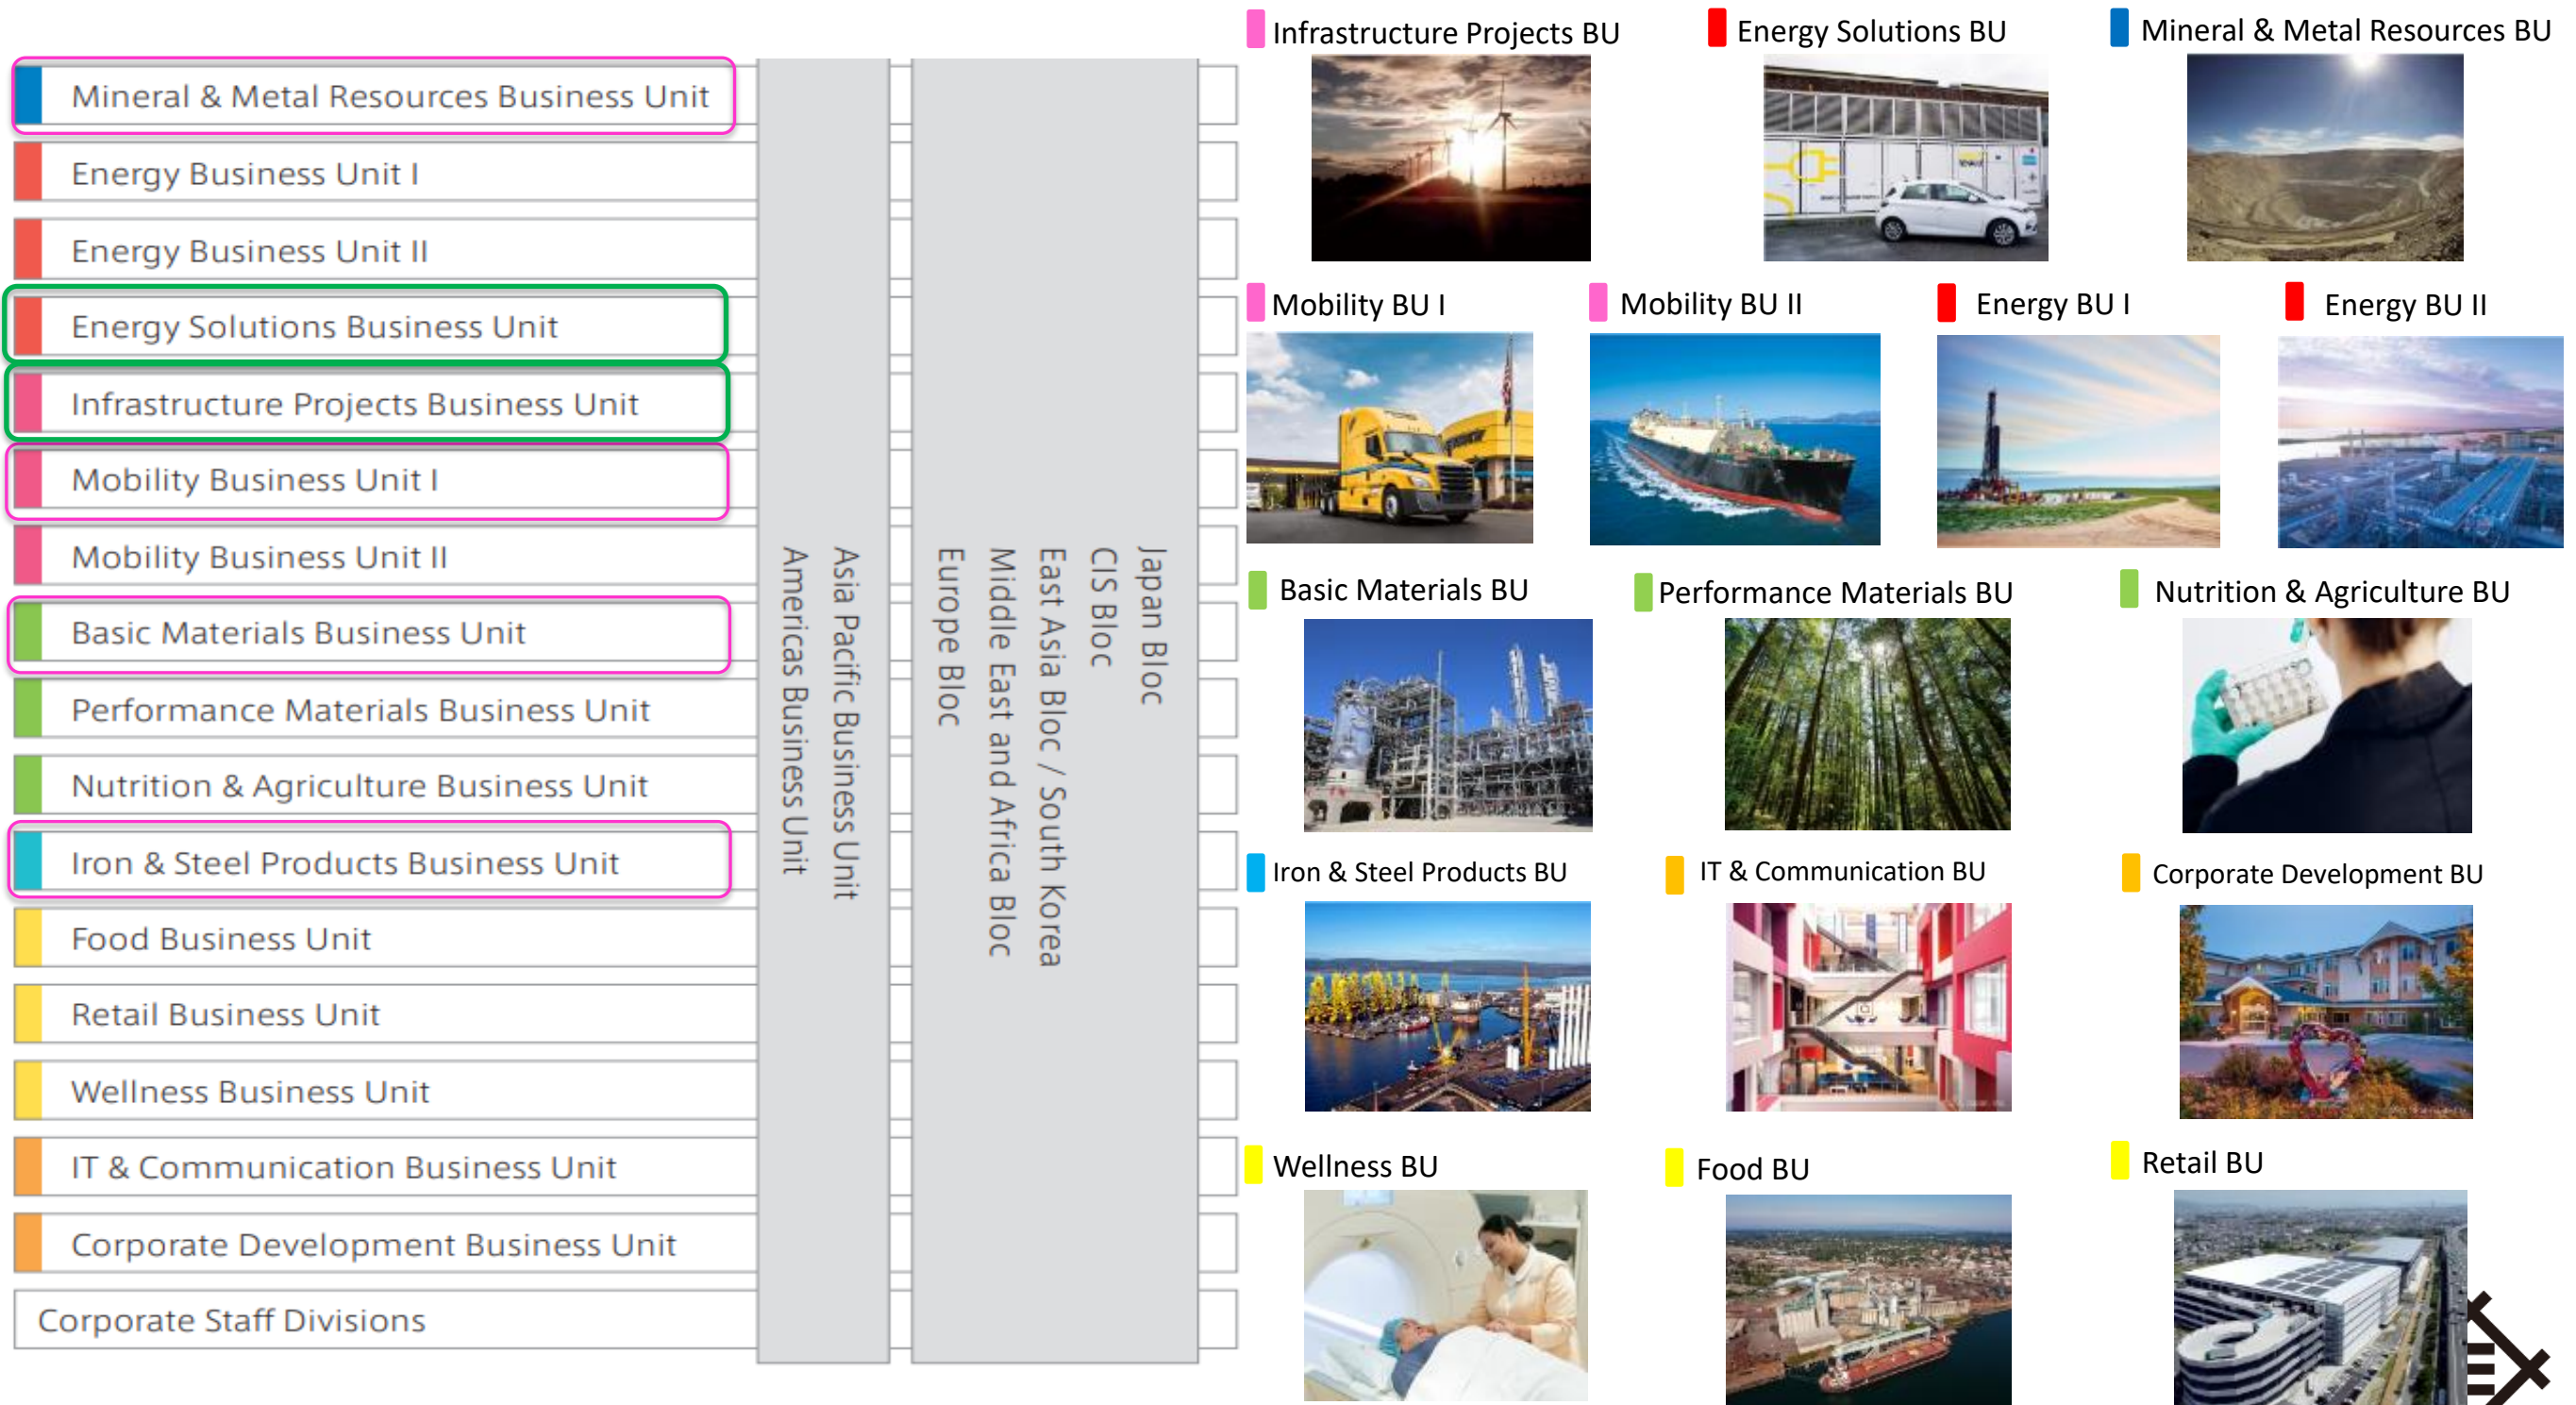 Mineral & Metal Resources Business Unit
Energy Business Unit I
Energy Business Unit II
Energy Solutions Business Unit
Infrastructure Projects Business Unit
Mobility Business Unit I
Mobility Business Unit II
Basic Materials Business Unit
Performance Materials Business Unit
Nutrition & Agriculture Business Unit
Iron & Steel Products Business Unit
Food Business Unit
Retail Business Unit
Wellness Business Unit
IT & Communication Business Unit
Corporate Development Business Unit
Corporate Staff Divisions
Americas Business Unit
Asia Pacific Business Unit
Europe Bloc
Middle East and Africa Bloc
East Asia Bloc / South Korea
CIS Bloc
Japan Bloc
Infrastructure Projects BU
Energy Solutions BU
Mineral & Metal Resources BU
Mobility BU I
Mobility BU II
Energy BU I
Energy BU II
Basic Materials BU
Performance Materials BU
Nutrition & Agriculture BU
Iron & Steel Products BU
IT & Communication BU
Corporate Development BU
Wellness BU
Food BU
Retail BU